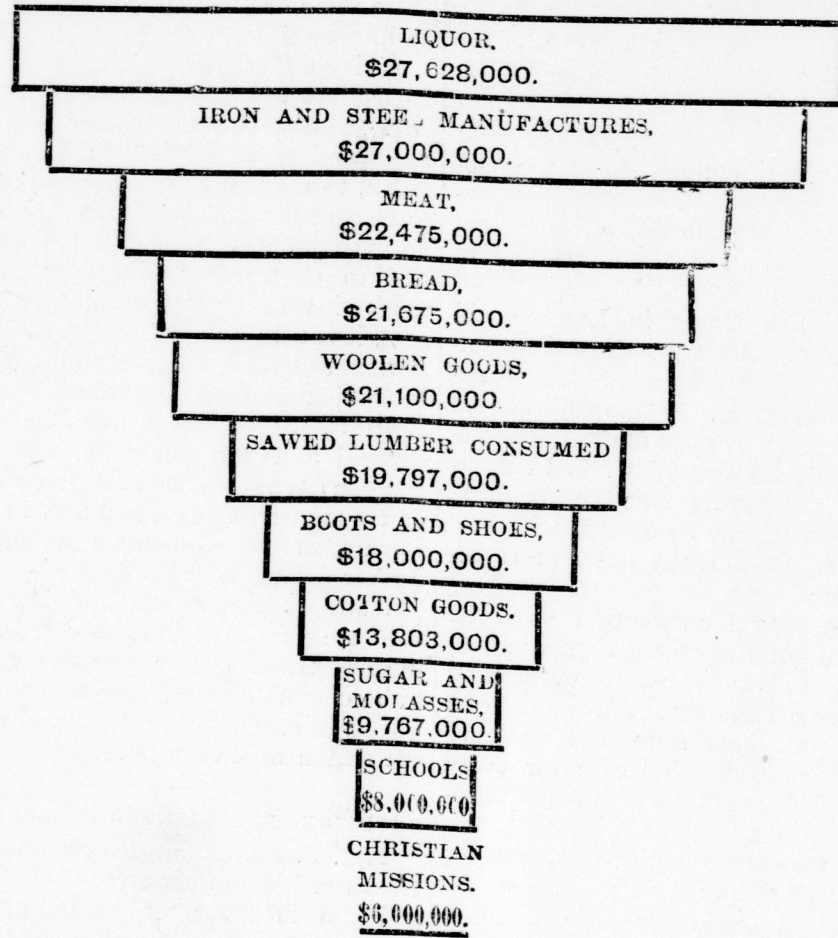 LIQUOR.
$27,628,000.
IRON AND STEEL MANUFACTURES,
$27,000,000.
MEAT,
$22,475,000.
BREAD,
$21,675,000.
WOOLEN GOODS,
$21,100,000.
SAWED LUMBER CONSUMED
$19,797,000.
BOOTS AND SHOES,
$18,000,000.
COTTON GOODS.
$13,803,000.
SUGAR AND
MOLASSES,
$9,767,000.
SCHOOLS
$8,000,000
CHRISTIAN
MISSIONS.
$6,000,000.